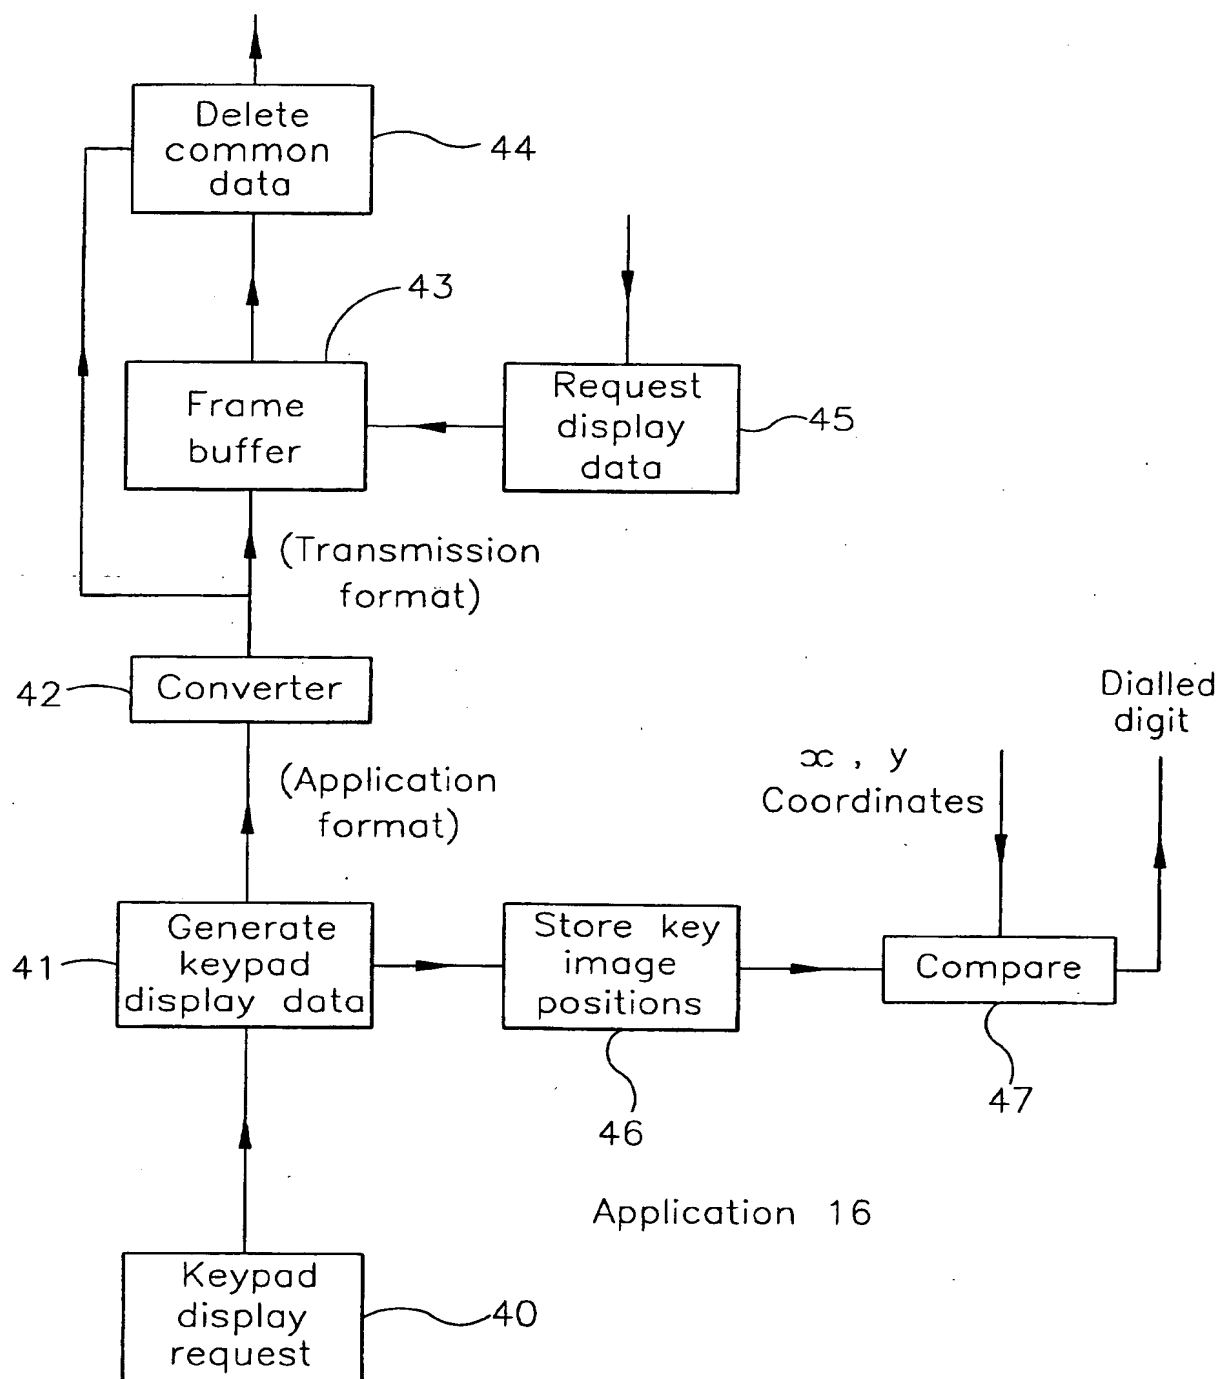 Delete
common
data
44
43
Frame
buffer
Request
display
data
45
(Transmission
format)
42
Converter
Dialled
digit
x , y
Coordinates
(Application
format)
41
Generate
keypad
display data
Store key
image
positions
Compare
46
47
Application 16
Keypad
display
request
40